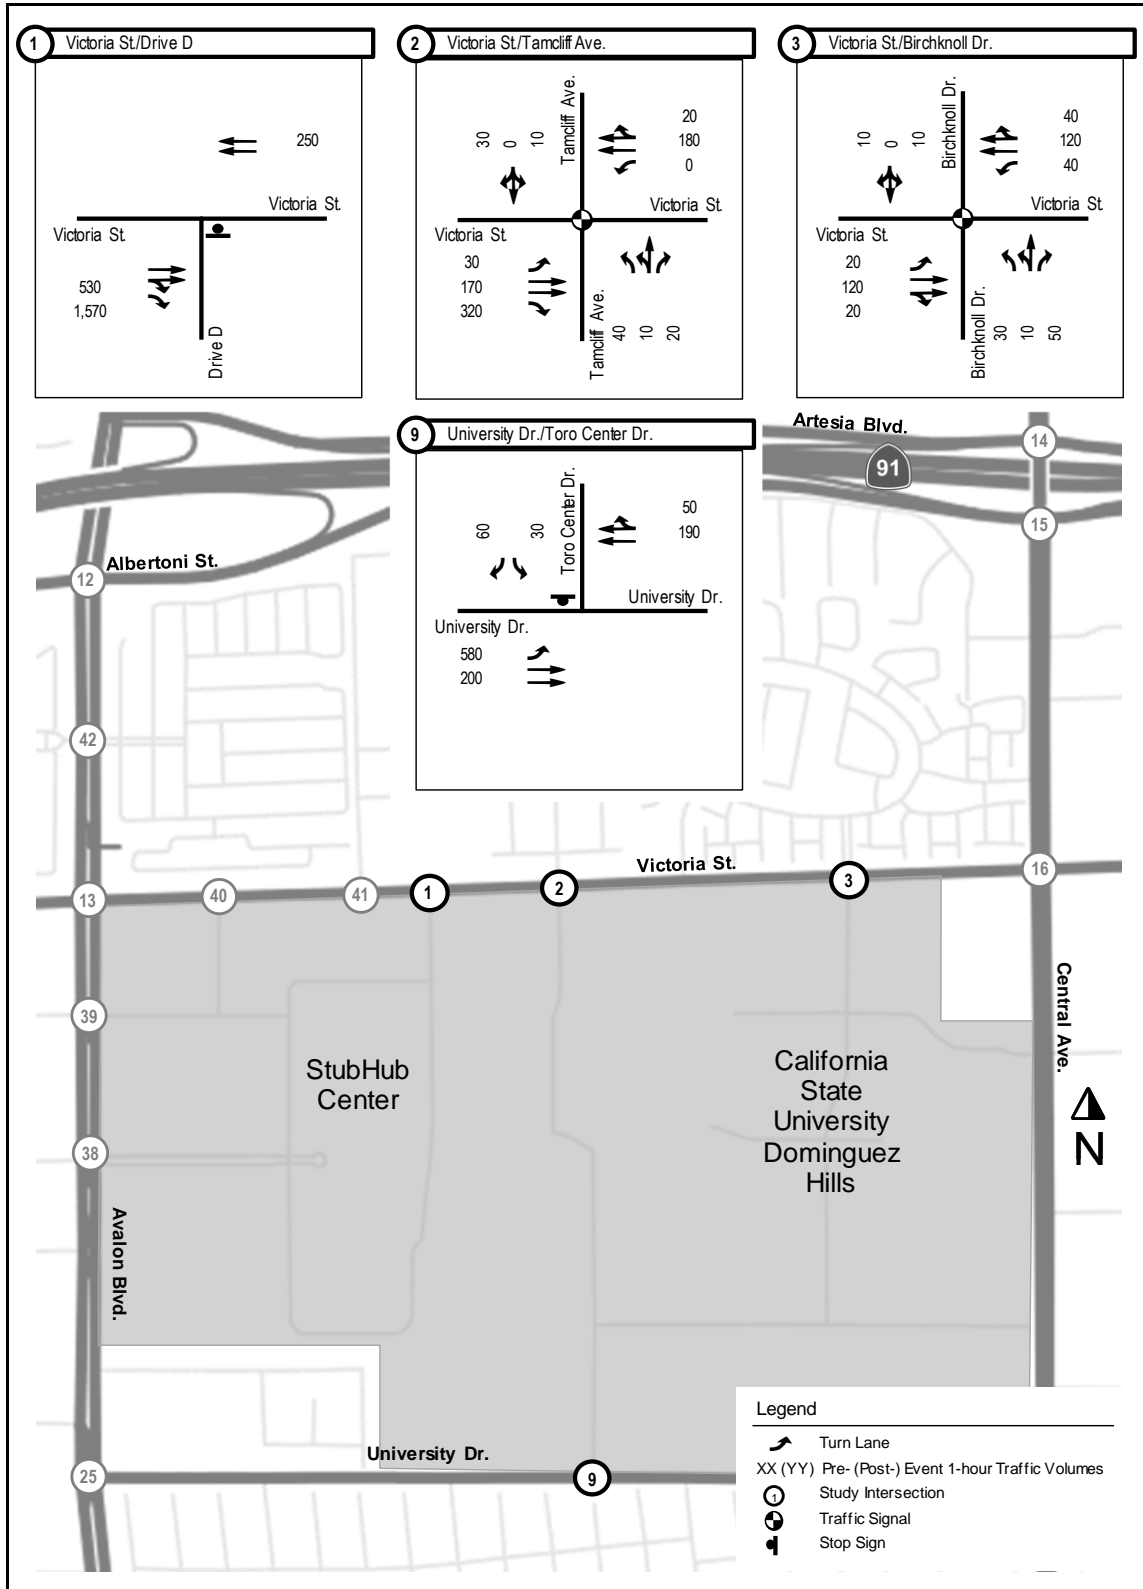 1 Victoria St./Drive D
250
Victoria St.
Victoria St.
530
1,570
Drive D
2 Victoria St./Tamcliff Ave.
30 0 10
Tamcliff Ave.
20
180
0
Victoria St.
Victoria St.
30
170
320
Tamcliff Ave.
40 10 20
3 Victoria St./Birchknoll Dr.
10 0 10
Birchknoll Dr.
40
120
40
Victoria St.
Victoria St.
20
120
20
Birchknoll Dr.
30 10 50
9 University Dr./Toro Center Dr.
60 30
Toro Center Dr.
50
190
University Dr.
University Dr.
580
200
Artesia Blvd.
14
91
15
Albertoni St.
12
42
Victoria St.
13
40
41
1
2
3
16
39
Central Ave.
StubHub
Center
California
State
University
Dominguez
Hills
N
38
Avalon Blvd.
University Dr.
25
9
Legend
Turn Lane
XX (YY) Pre- (Post-) Event 1-hour Traffic Volumes
1 Study Intersection
Traffic Signal
Stop Sign